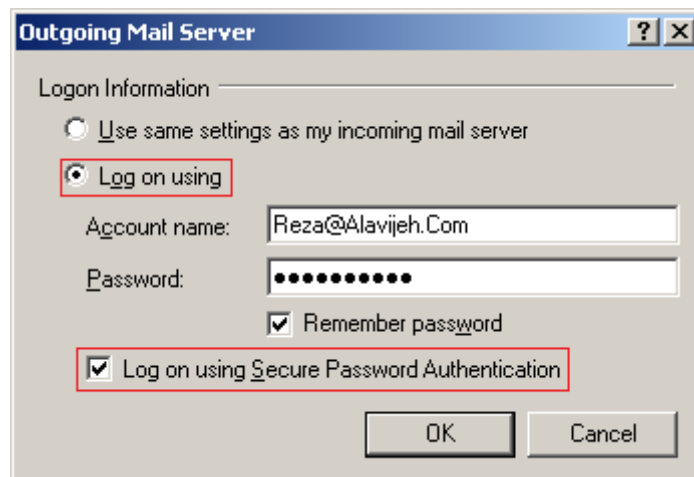 Outgoing Mail Server
Logon Information
Use same settings as my incoming mail server
Log on using
Account name: Reza@Alavijeh.Com
Password: ●●●●●●●●●●
Remember password
Log on using Secure Password Authentication
OK Cancel